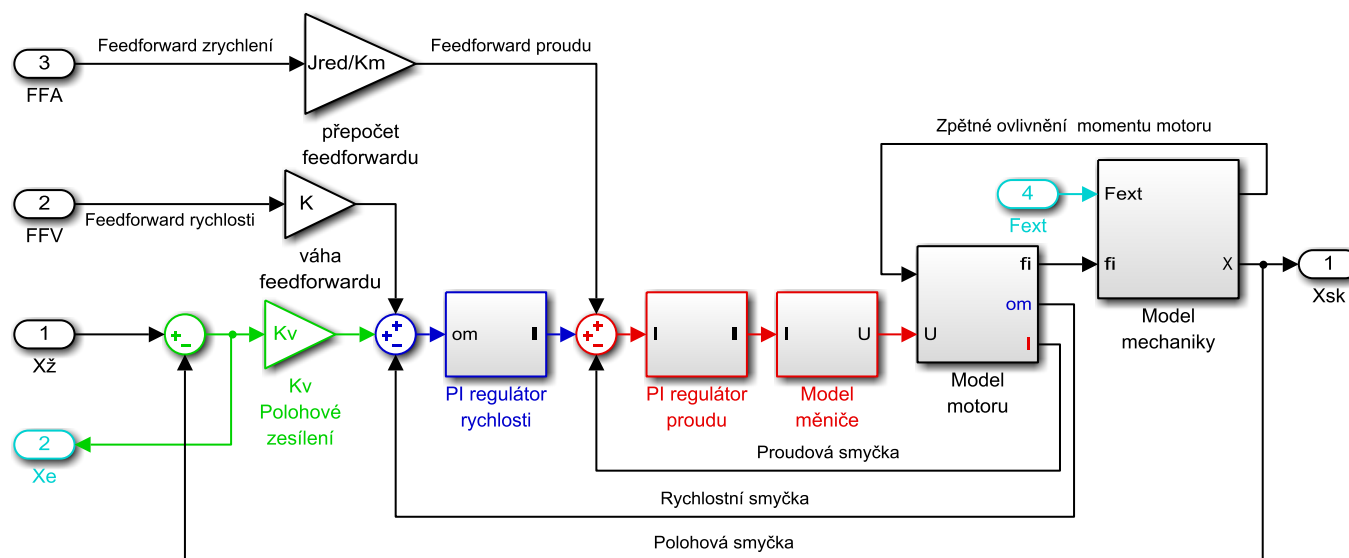 3
FFA
Feedforward zrychlení
Jred/Km
Feedforward proudu
přepočet
feedforwardu
2
FFV
Feedforward rychlosti
K
váha
feedforwardu
Zpětné ovlivnění momentu motoru
4
Fext
Fext
fi
X
Model
mechaniky
1
Xsk
1
Xž
Kv
Kv
Polohové
zesílení
2
Xe
om
I
PI regulátor
rychlosti
I
I
PI regulátor
proudu
I
U
Model
měniče
U
fi
om
I
Model
motoru
Proudová smyčka
Rychlostní smyčka
Polohová smyčka